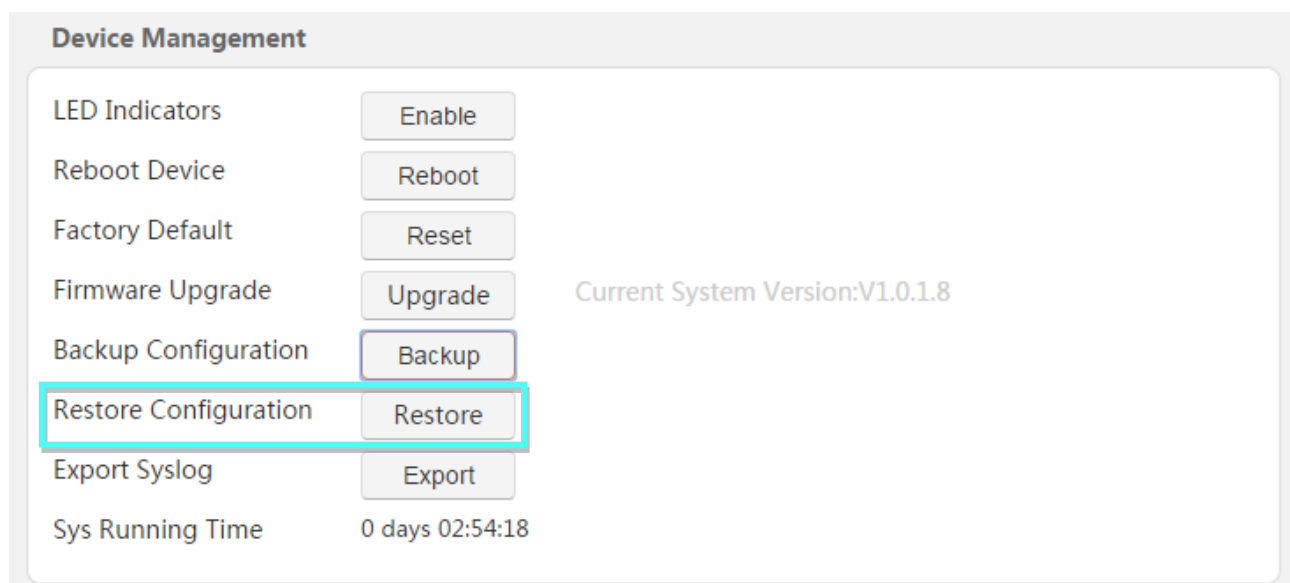 Device Management
LED Indicators Enable
Reboot Device Reboot
Factory Default Reset
Firmware Upgrade Upgrade Current System Version:V1.0.1.8
Backup Configuration Backup
Restore Configuration Restore
Export Syslog Export
Sys Running Time 0 days 02:54:18